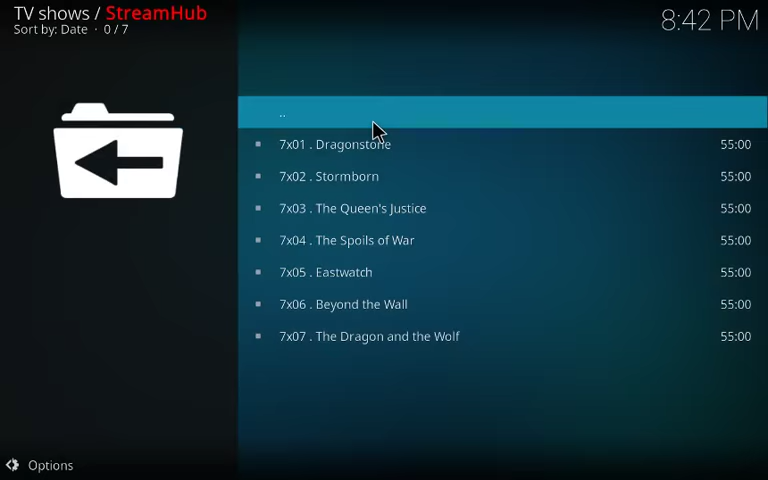 TV shows / StreamHub
Sort by: Date · 0 / 7
8:42 PM
..
7x01 . Dragonstone 55:00
7x02 . Stormborn 55:00
7x03 . The Queen's Justice 55:00
7x04 . The Spoils of War 55:00
7x05 . Eastwatch 55:00
7x06 . Beyond the Wall 55:00
7x07 . The Dragon and the Wolf 55:00
Options